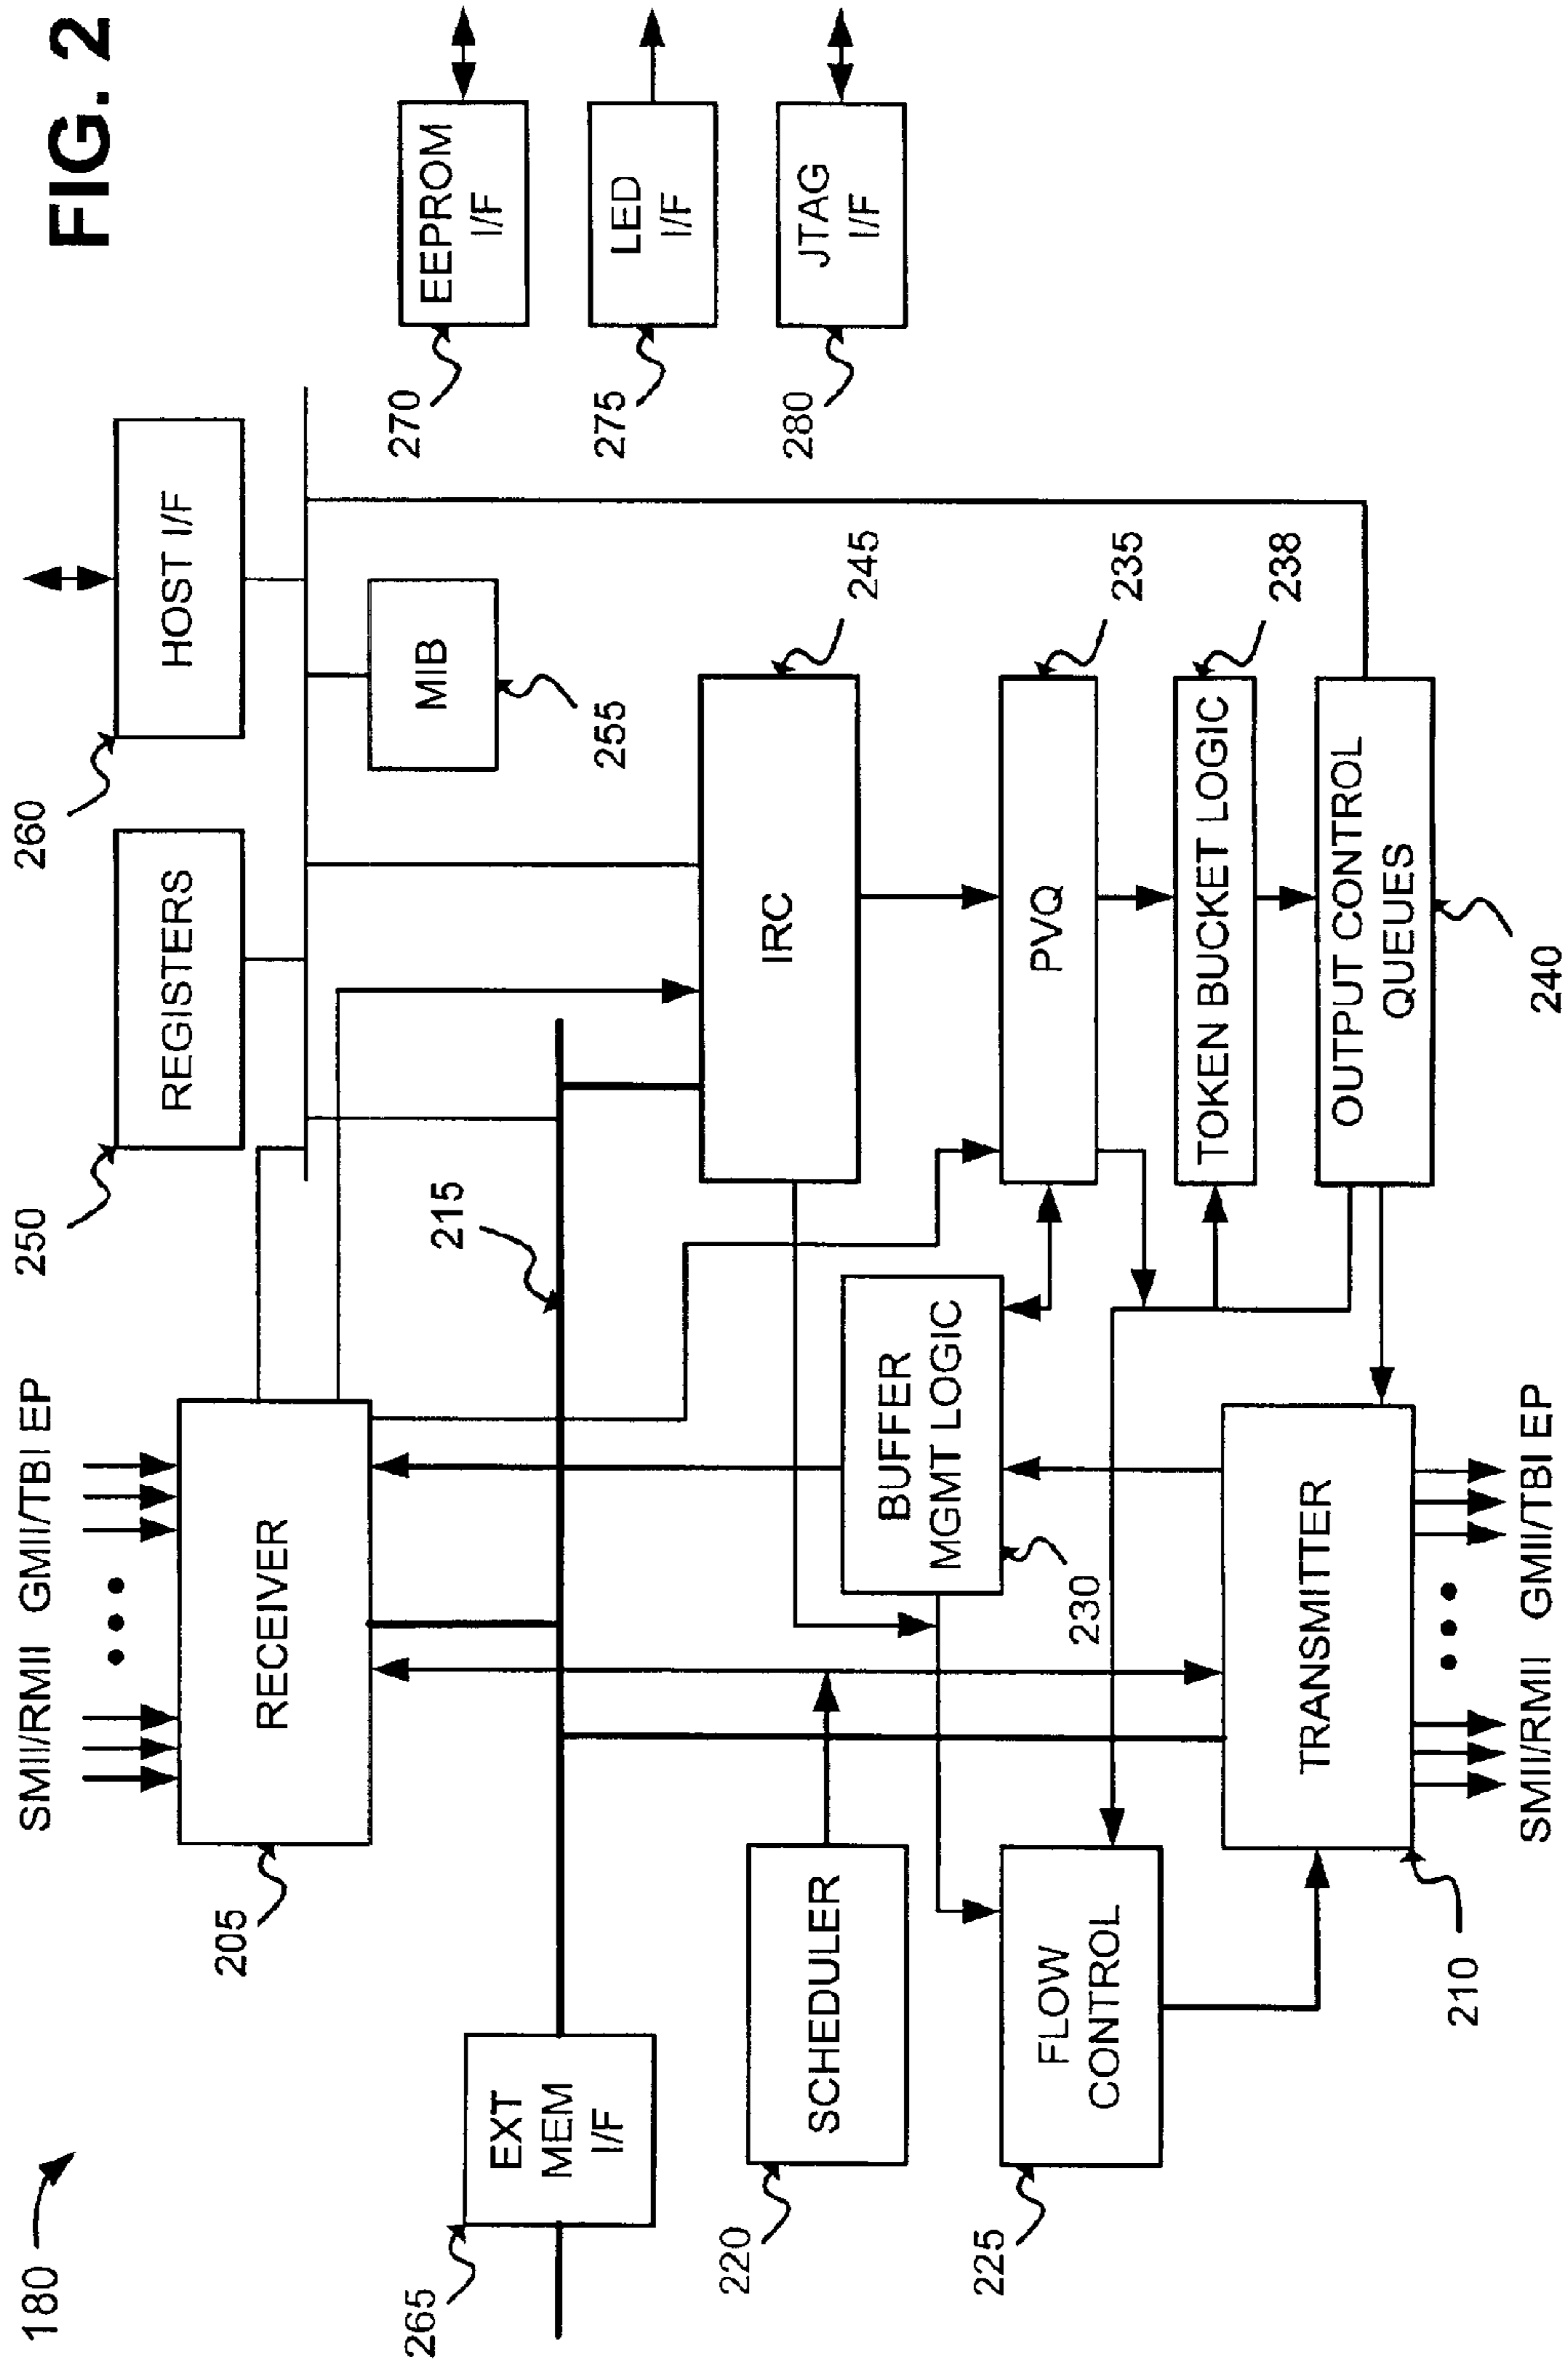 FIG. 2
180
SMII/RMII GMII/TBI EP
250
260
REGISTERS
HOST I/F
205
RECEIVER
MIB
255
270
EEPROM
I/F
275
LED
I/F
280
JTAG
I/F
265
EXT
MEM
I/F
215
IRC
245
220
SCHEDULER
BUFFER
MGMT LOGIC
230
PVQ
235
225
FLOW
CONTROL
TOKEN BUCKET LOGIC
238
TRANSMITTER
210
OUTPUT CONTROL
QUEUES
240
SMII/RMII GMII/TBI EP